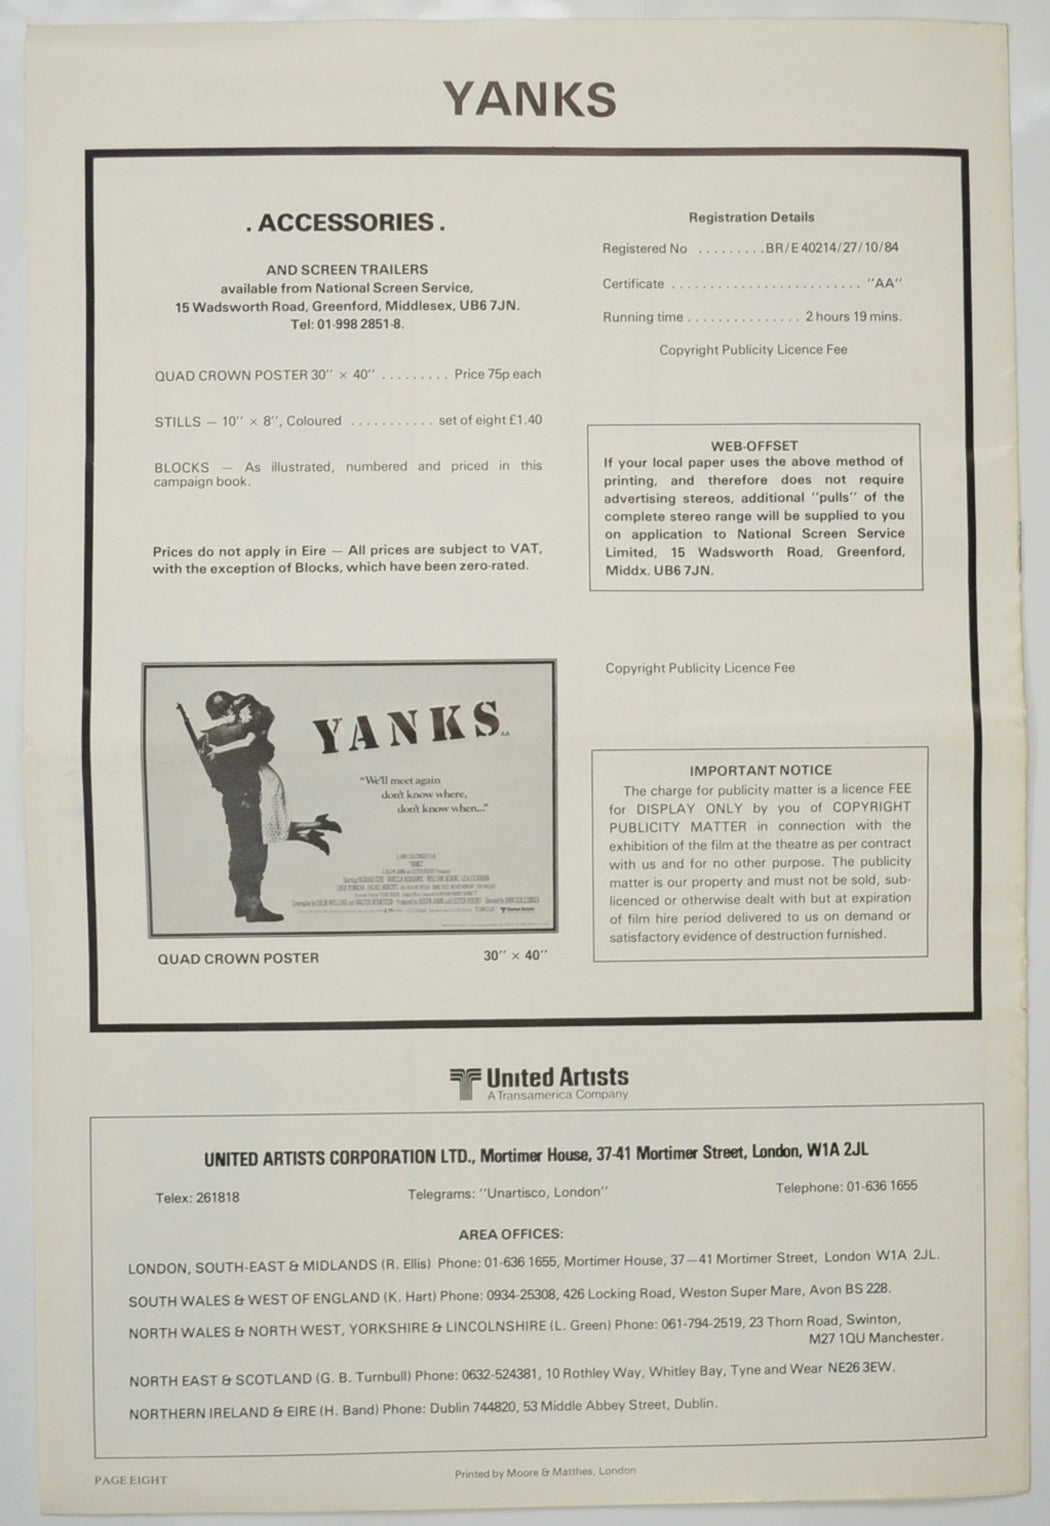 YANKS
. ACCESSORIES .
AND SCREEN TRAILERS
available from National Screen Service,
15 Wadsworth Road, Greenford, Middlesex, UB6 7JN.
Tel: 01-998 2851-8.
QUAD CROWN POSTER 30'' × 40'' ......... Price 75p each
STILLS — 10'' × 8'', Coloured ........... set of eight £1.40
BLOCKS — As illustrated, numbered and priced in this
campaign book.
Prices do not apply in Eire — All prices are subject to VAT,
with the exception of Blocks, which have been zero-rated.
YANKS
AA
"We'll meet again
don't know where,
don't know when..."
QUAD CROWN POSTER 30'' × 40''
Registration Details
Registered No .........BR/E 40214/27/10/84
Certificate ......................... ''AA''
Running time ............... 2 hours 19 mins.
Copyright Publicity Licence Fee
WEB-OFFSET
If your local paper uses the above method of
printing, and therefore does not require
advertising stereos, additional ''pulls'' of the
complete stereo range will be supplied to you
on application to National Screen Service
Limited, 15 Wadsworth Road, Greenford,
Middx. UB6 7JN.
Copyright Publicity Licence Fee
IMPORTANT NOTICE
The charge for publicity matter is a licence FEE
for DISPLAY ONLY by you of COPYRIGHT
PUBLICITY MATTER in connection with the
exhibition of the film at the theatre as per contract
with us and for no other purpose. The publicity
matter is our property and must not be sold, sub-
licenced or otherwise dealt with but at expiration
of film hire period delivered to us on demand or
satisfactory evidence of destruction furnished.
United Artists
A Transamerica Company
UNITED ARTISTS CORPORATION LTD., Mortimer House, 37-41 Mortimer Street, London, W1A 2JL
Telex: 261818 Telegrams: ''Unartisco, London'' Telephone: 01-636 1655
AREA OFFICES:
LONDON, SOUTH-EAST & MIDLANDS (R. Ellis) Phone: 01-636 1655, Mortimer House, 37—41 Mortimer Street, London W1A 2JL.
SOUTH WALES & WEST OF ENGLAND (K. Hart) Phone: 0934-25308, 426 Locking Road, Weston Super Mare, Avon BS 228.
NORTH WALES & NORTH WEST, YORKSHIRE & LINCOLNSHIRE (L. Green) Phone: 061-794-2519, 23 Thorn Road, Swinton,
M27 1QU Manchester.
NORTH EAST & SCOTLAND (G. B. Turnbull) Phone: 0632-524381, 10 Rothley Way, Whitley Bay, Tyne and Wear NE26 3EW.
NORTHERN IRELAND & EIRE (H. Band) Phone: Dublin 744820, 53 Middle Abbey Street, Dublin.
PAGE EIGHT
Printed by Moore & Matthes, London